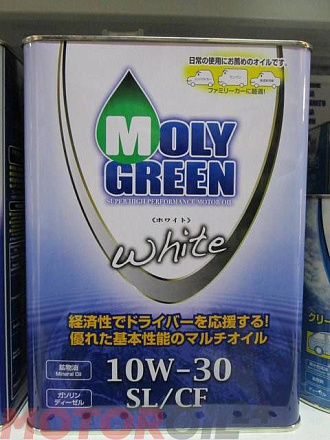 日常の使用にお薦めのオイルです。
ファミリーカーに最適!
MOLY
GREEN
SUPER HIGH PERFORMANCE MOTOR OIL
《ホワイト》
White
経済性でドライバーを応援する!
優れた基本性能のマルチオイル
鉱物油
Mineral Oil
10W-30
ガソリン
ディーゼル
SL/CF